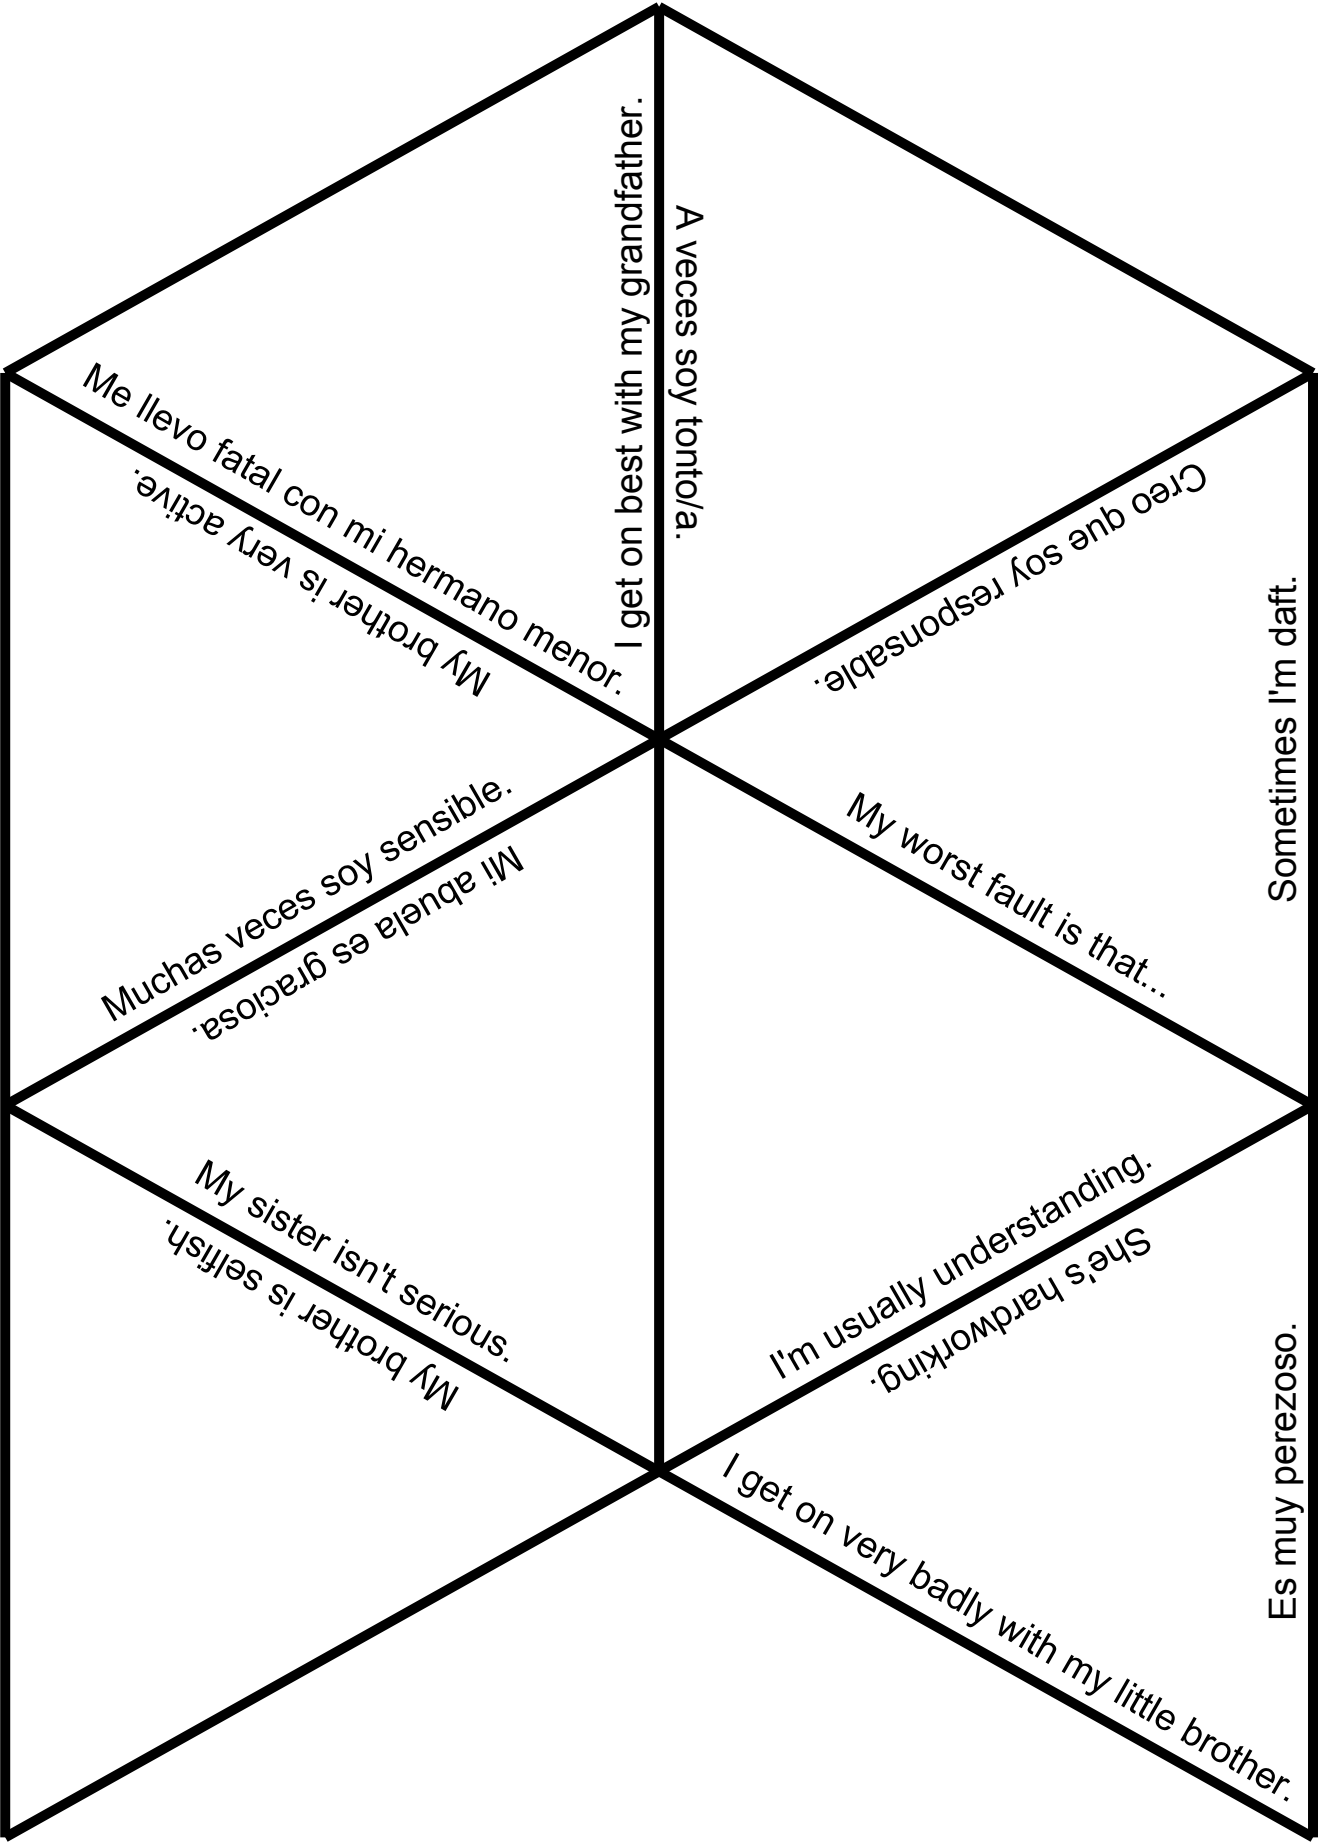 I get on best with my grandfather.
A veces soy tonto/a.
Me llevo fatal con mi hermano menor.
My brother is very active.
Creo que soy responsable.
Sometimes I'm daft.
Muchas veces soy sensible.
Mi abuela es graciosa.
My worst fault is that...
My sister isn't serious.
My brother is selfish.
I'm usually understanding.
She's hardworking.
Es muy perezoso.
I get on very badly with my little brother.